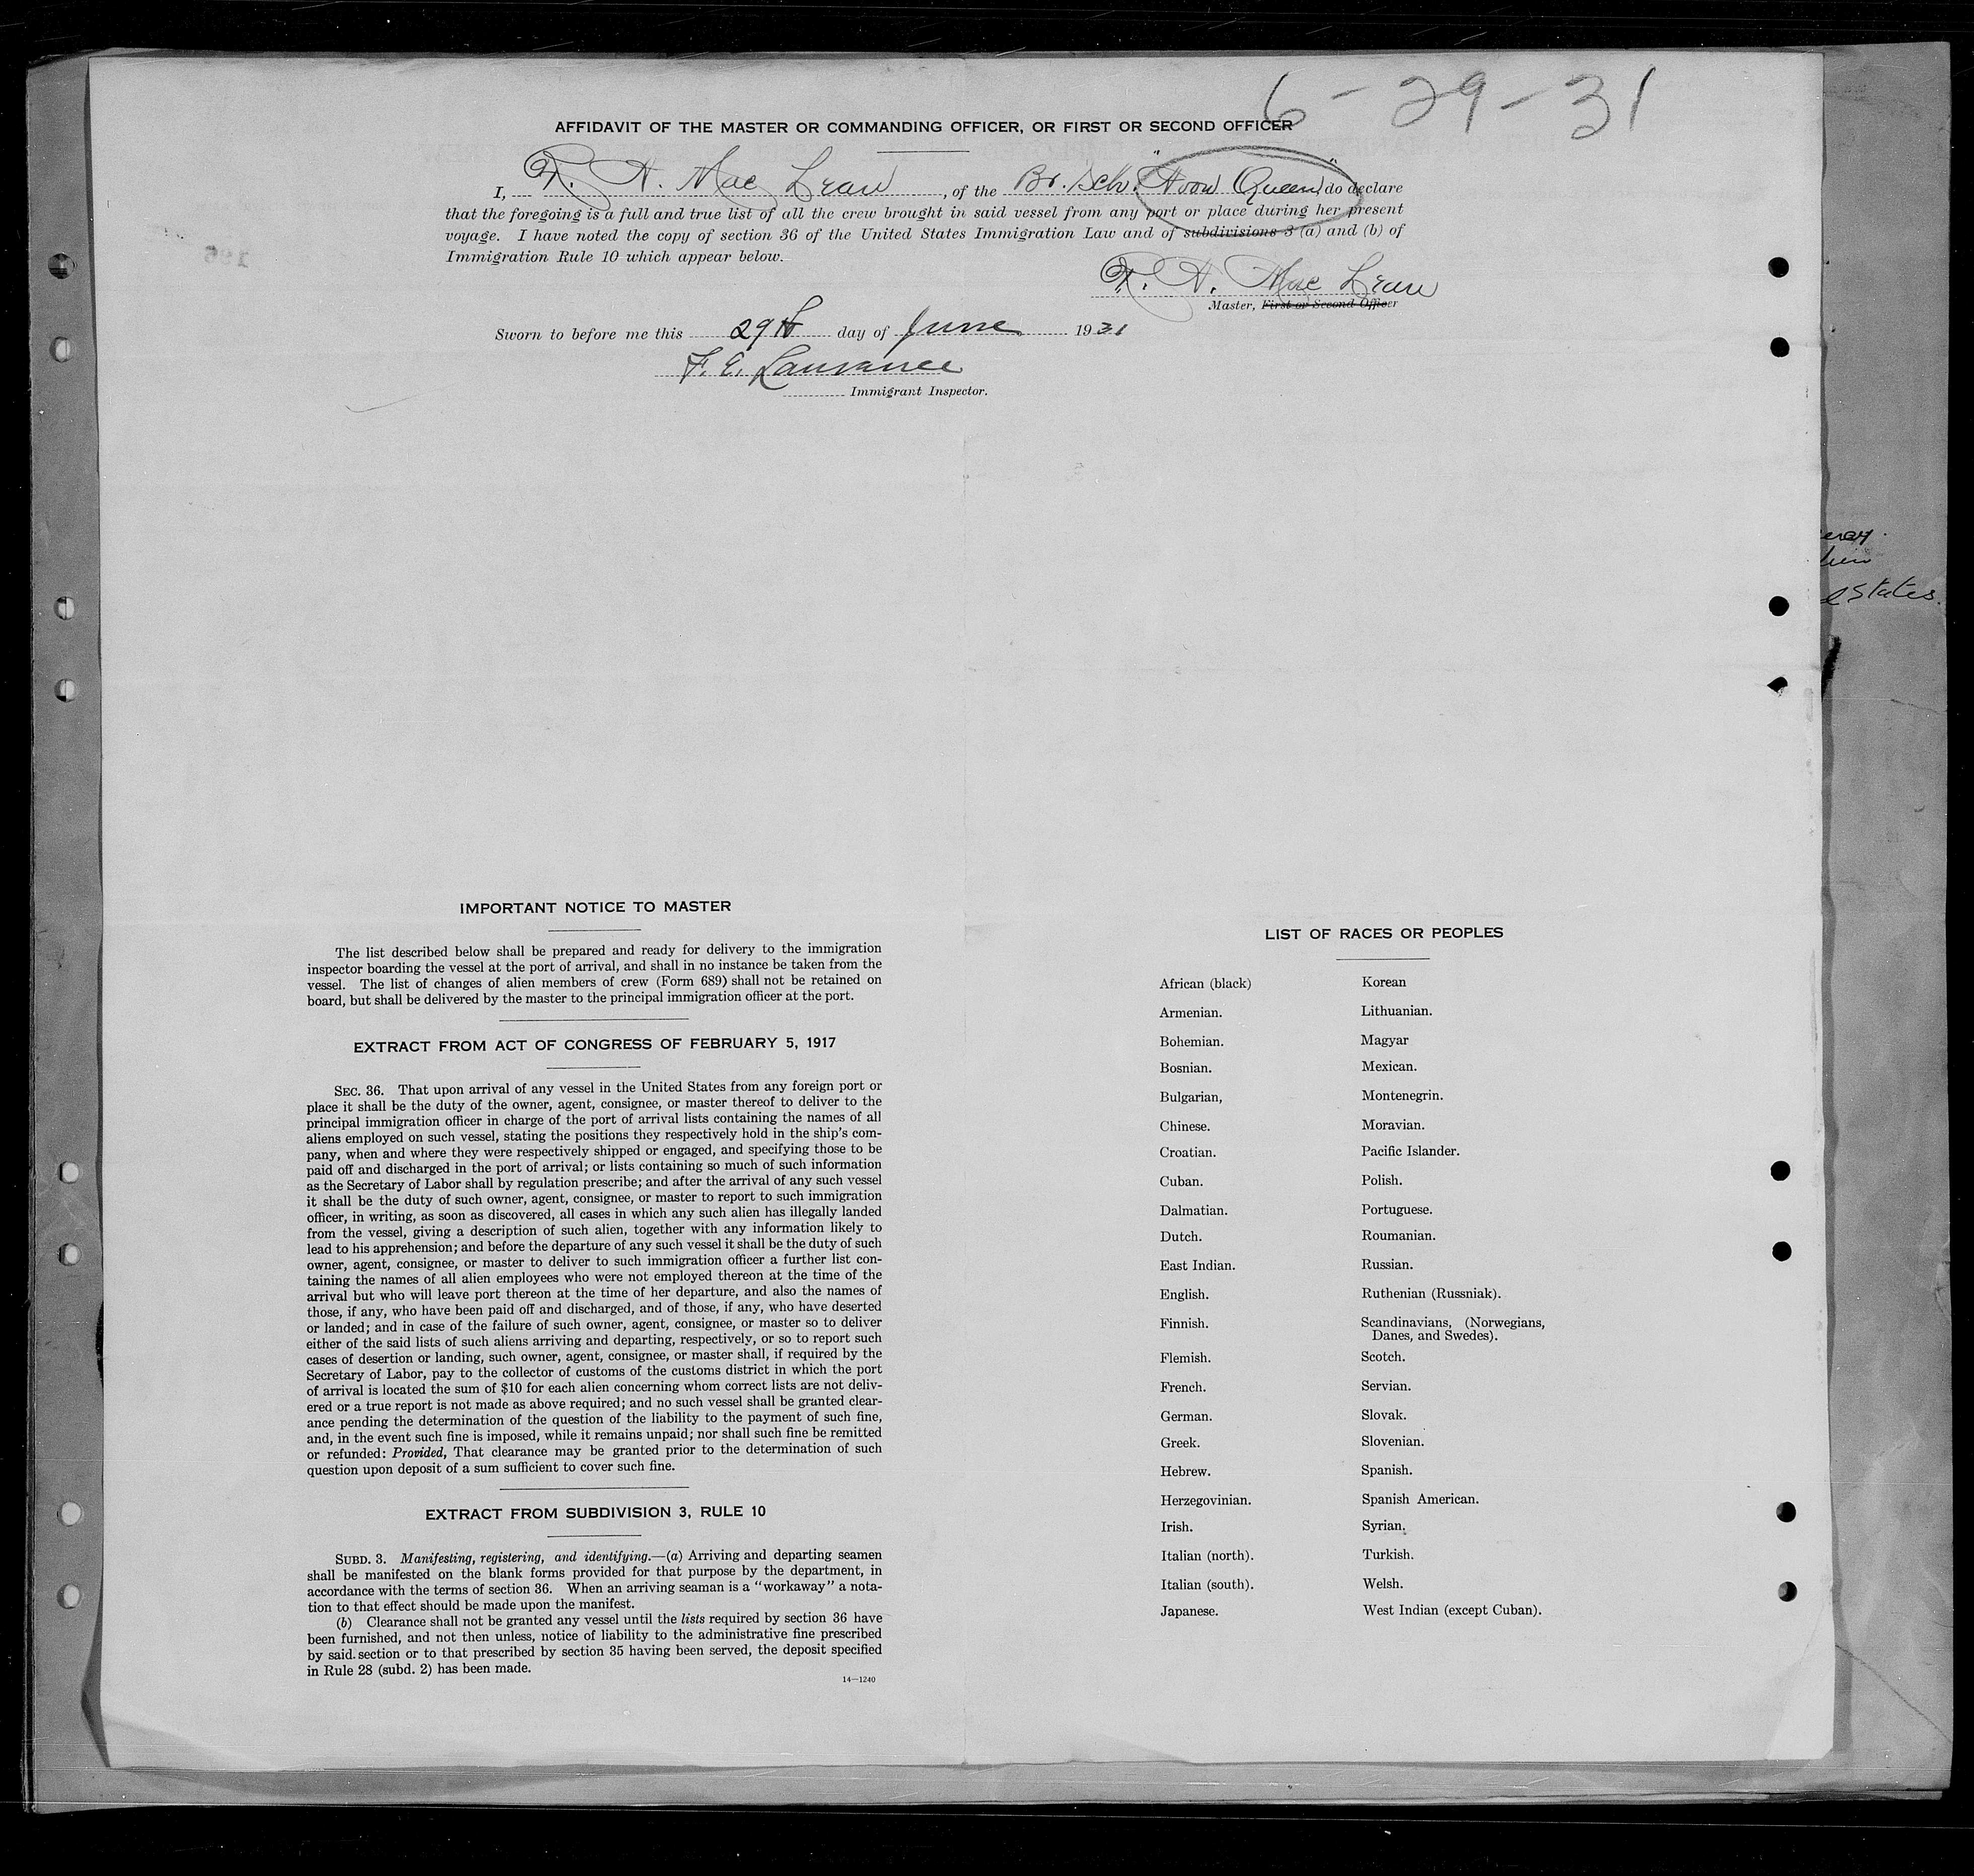 6-29-31
AFFIDAVIT OF THE MASTER OR COMMANDING OFFICER, OR FIRST OR SECOND OFFICER
I, R. H. Mac Lean, of the Br. Sch. "Avon Queen" do declare
that the foregoing is a full and true list of all the crew brought in said vessel from any port or place during her present
voyage. I have noted the copy of section 36 of the United States Immigration Law and of subdivisions 3 (a) and (b) of
Immigration Rule 10 which appear below.
Mac Lean
Master, First or Second Officer
Sworn to before me this 29th day of June 1931
F. E.
Immigrant Inspector.
States.
IMPORTANT NOTICE TO MASTER
The list described below shall be prepared and ready for delivery to the immigration
inspector boarding the vessel at the port of arrival, and shall in no instance be taken from the
vessel. The list of changes of alien members of crew (Form 689) shall not be retained on
board, but shall be delivered by the master to the principal immigration officer at the port.
EXTRACT FROM ACT OF CONGRESS OF FEBRUARY 5, 1917
SEC. 36. That upon arrival of any vessel in the United States from any foreign port or
place it shall be the duty of the owner, agent, consignee, or master thereof to deliver to the
principal immigration officer in charge of the port of arrival lists containing the names of all
aliens employed on such vessel, stating the positions they respectively hold in the ship's com-
pany, when and where they were respectively shipped or engaged, and specifying those to be
paid off and discharged in the port of arrival; or lists containing so much of such information
as the Secretary of Labor shall by regulation prescribe; and after the arrival of any such vessel
it shall be the duty of such owner, agent, consignee, or master to report to such immigration
officer, in writing, as soon as discovered, all cases in which any such alien has illegally landed
from the vessel, giving a description of such alien, together with any information likely to
lead to his apprehension; and before the departure of any such vessel it shall be the duty of such
owner, agent, consignee, or master to deliver to such immigration officer a further list con-
taining the names of all alien employees who were not employed thereon at the time of the
arrival but who will leave port thereon at the time of her departure, and also the names of
those, if any, who have been paid off and discharged, and of those, if any, who have deserted
or landed; and in case of the failure of such owner, agent, consignee, or master so to deliver
either of the said lists of such aliens arriving and departing, respectively, or so to report such
cases of desertion or landing, such owner, agent, consignee, or master shall, if required by the
Secretary of Labor, pay to the collector of customs of the customs district in which the port
of arrival is located the sum of $10 for each alien concerning whom correct lists are not deliv-
ered or a true report is not made as above required; and no such vessel shall be granted clear-
ance pending the determination of the question of the liability to the payment of such fine,
and, in the event such fine is imposed, while it remains unpaid; nor shall such fine be remitted
or refunded: Provided, That clearance may be granted prior to the determination of such
question upon deposit of a sum sufficient to cover such fine.
EXTRACT FROM SUBDIVISION 3, RULE 10
SUBD. 3. Manifesting, registering, and identifying.—(a) Arriving and departing seamen
shall be manifested on the blank forms provided for that purpose by the department, in
accordance with the terms of section 36. When an arriving seaman is a "workaway" a nota-
tion to that effect should be made upon the manifest.
(b) Clearance shall not be granted any vessel until the lists required by section 36 have
been furnished, and not then unless, notice of liability to the administrative fine prescribed
by said section or to that prescribed by section 35 having been served, the deposit specified
in Rule 28 (subd. 2) has been made.
14—1240
LIST OF RACES OR PEOPLES
African (black)
Armenian.
Bohemian.
Bosnian.
Bulgarian,
Chinese.
Croatian.
Cuban.
Dalmatian.
Dutch.
East Indian.
English.
Finnish.
Flemish.
French.
German.
Greek.
Hebrew.
Herzegovinian.
Irish.
Italian (north).
Italian (south).
Japanese.
Korean
Lithuanian.
Magyar
Mexican.
Montenegrin.
Moravian.
Pacific Islander.
Polish.
Portuguese.
Roumanian.
Russian.
Ruthenian (Russniak).
Scandinavians, (Norwegians,
Danes, and Swedes).
Scotch.
Servian.
Slovak.
Slovenian.
Spanish.
Spanish American.
Syrian.
Turkish.
Welsh.
West Indian (except Cuban).